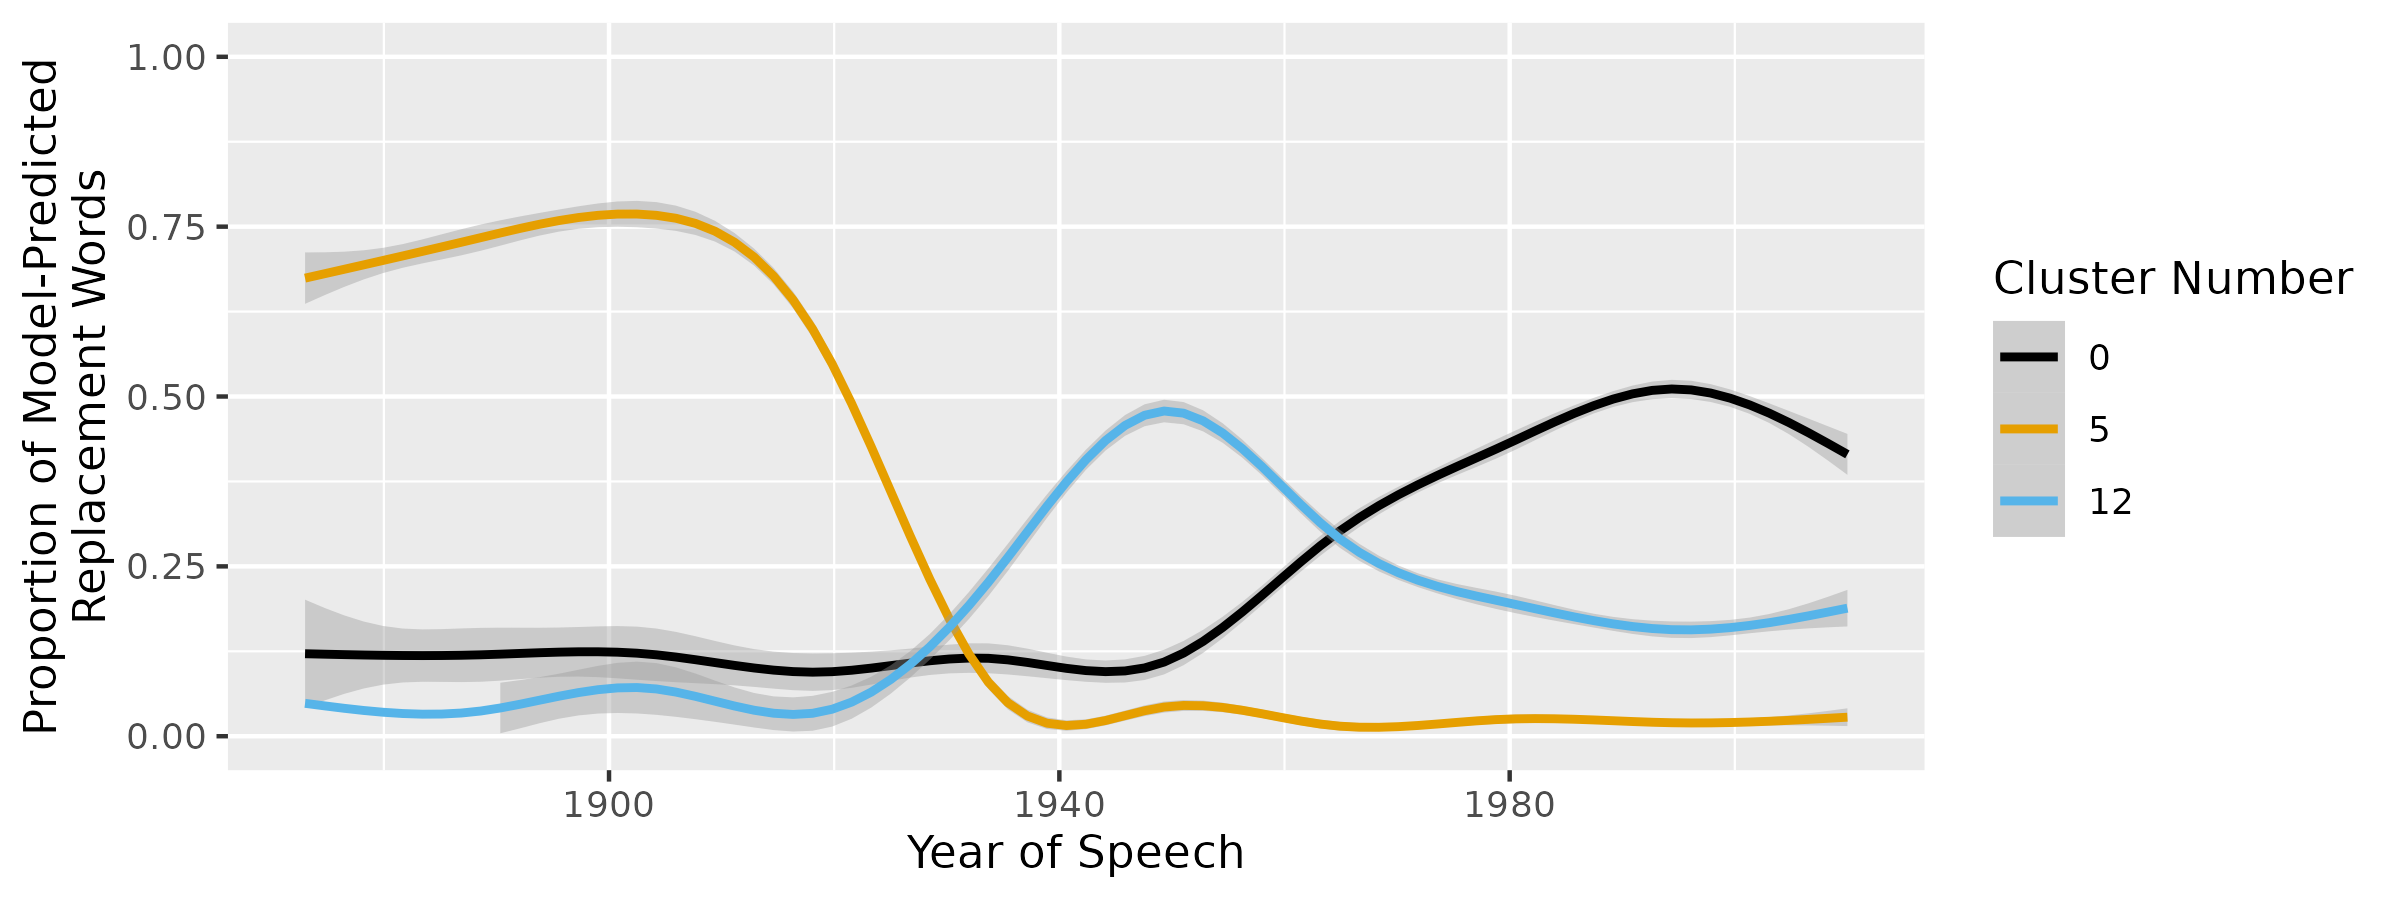 Proportion of Model-Predicted
Replacement Words
1.00
0.75
0.50
0.25
0.00
1900
1940
1980
Year of Speech
Cluster Number
0
5
12